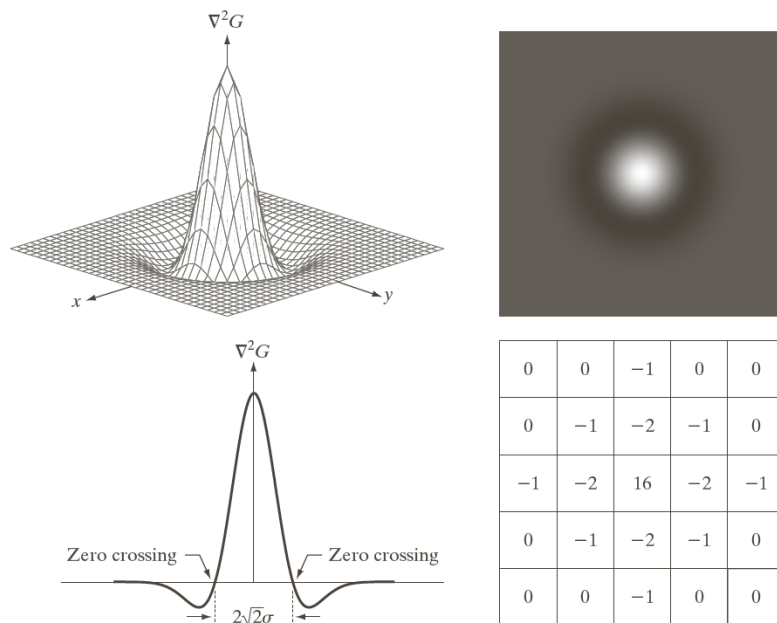 ∇²G
x
y
∇²G
Zero crossing
Zero crossing
2√2σ
0 0 −1 0 0
0 −1 −2 −1 0
−1 −2 16 −2 −1
0 −1 −2 −1 0
0 0 −1 0 0